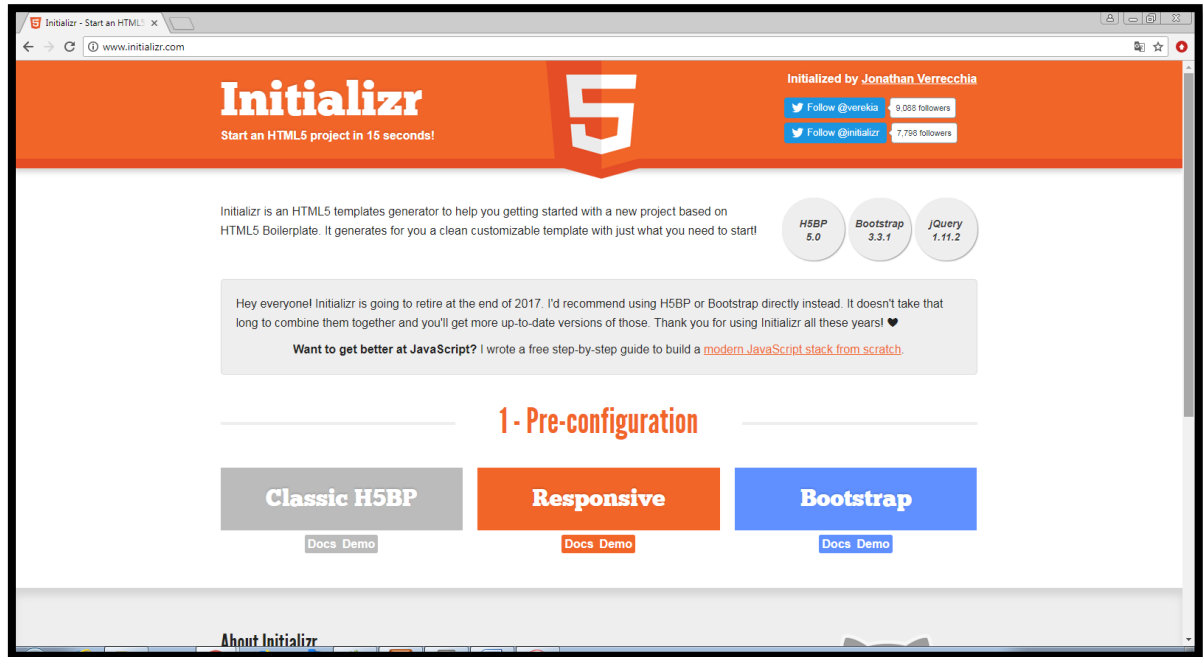 Initializr - Start an HTML5
www.initializr.com
Initializr
Start an HTML5 project in 15 seconds!
Initialized by Jonathan Verrecchia
Follow @verekia 9,088 followers
Follow @initializr 7,798 followers
Initializr is an HTML5 templates generator to help you getting started with a new project based on
HTML5 Boilerplate. It generates for you a clean customizable template with just what you need to start!
H5BP
5.0
Bootstrap
3.3.1
jQuery
1.11.2
Hey everyone! Initializr is going to retire at the end of 2017. I'd recommend using H5BP or Bootstrap directly instead. It doesn't take that
long to combine them together and you'll get more up-to-date versions of those. Thank you for using Initializr all these years! ♥
Want to get better at JavaScript? I wrote a free step-by-step guide to build a modern JavaScript stack from scratch.
1 - Pre-configuration
Classic H5BP
Docs Demo
Responsive
Docs Demo
Bootstrap
Docs Demo
About Initializr